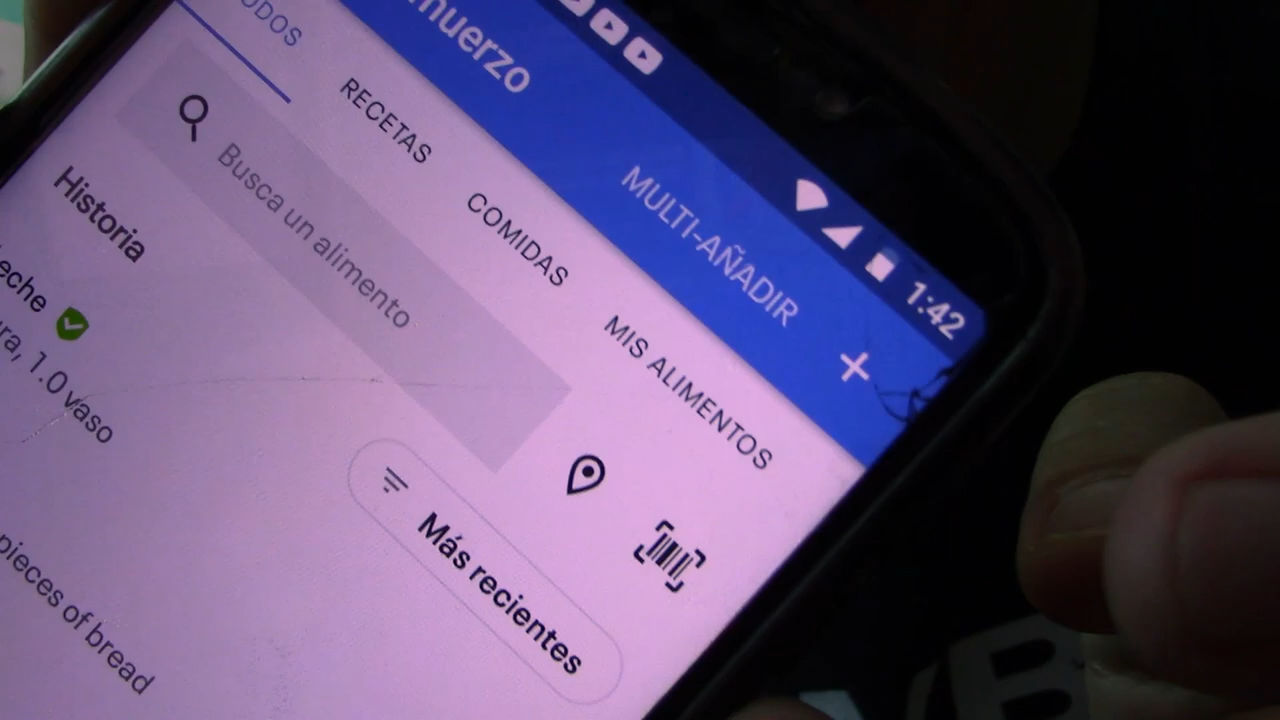 1:42
muerzo
MULTI-AÑADIR
+
ODOS
RECETAS
COMIDAS
MIS ALIMENTOS
Busca un alimento
Historia
Más recientes
eche
ra, 1.0 vaso
pieces of bread
B